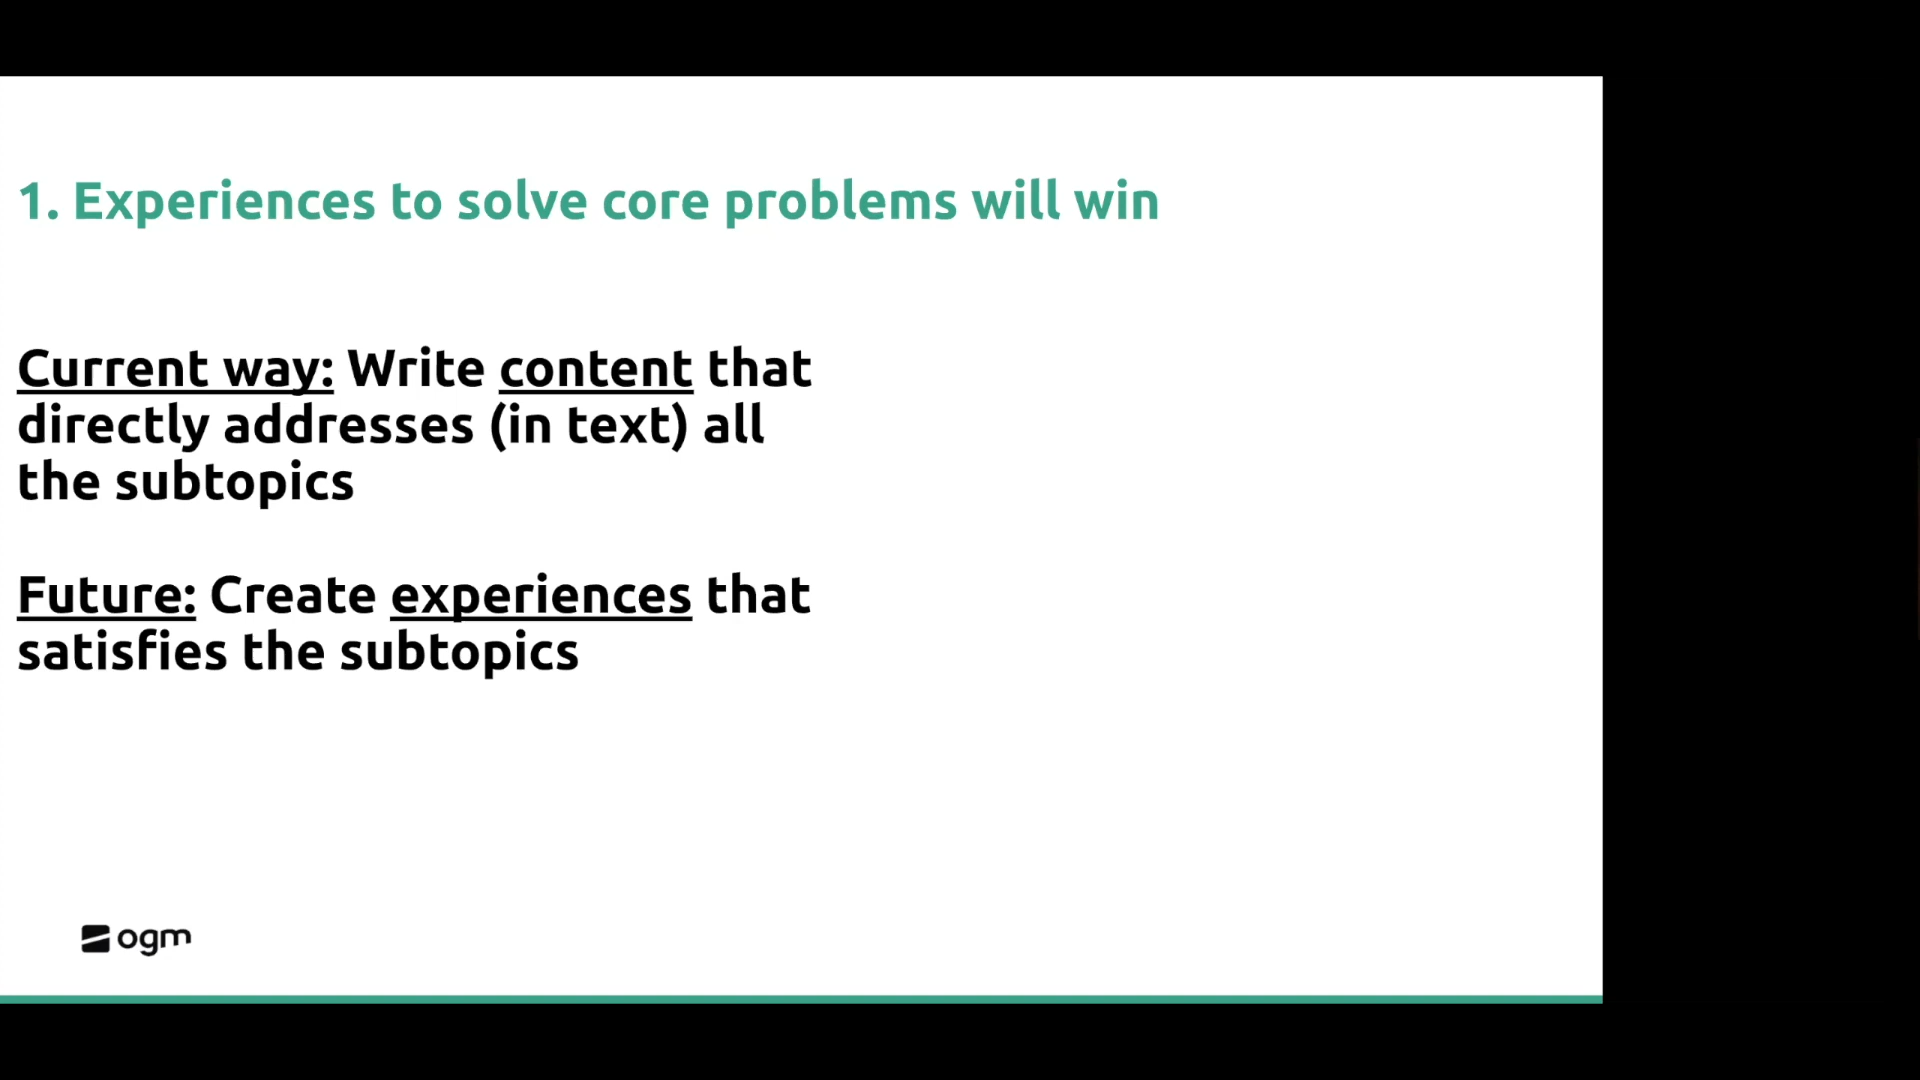 1. Experiences to solve core problems will win
Current way: Write content that
directly addresses (in text) all
the subtopics
Future: Create experiences that
satisfies the subtopics
ogm